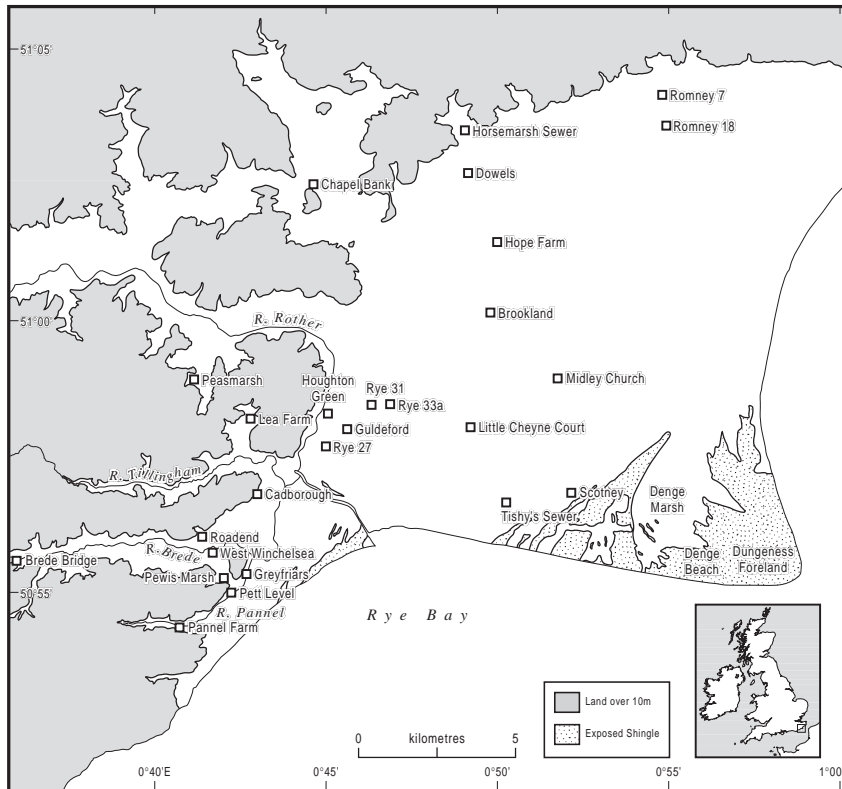 51°05'
Romney 7
Romney 18
Horsemarsh Sewer
Dowels
Chapel Bank
Hope Farm
Brookland
51°00
R. Rother
Peasmarsh
Houghton
Green
Rye 31
Rye 33a
Midley Church
Lea Farm
Guldeford
Little Cheyne Court
Rye 27
R. Tillingham
Cadborough
Scotney
Denge
Marsh
Tishy's Sewer
Roadend
R. Brede
West Winchelsea
Brede Bridge
Denge
Beach
Dungeness
Foreland
Pewis Marsh
Greyfriars
50°55
Pett Level
R. Pannel
Pannel Farm
Rye Bay
Land over 10m
Exposed Shingle
0 kilometres 5
0°40'E
0°45
0°50
0°55
1°00